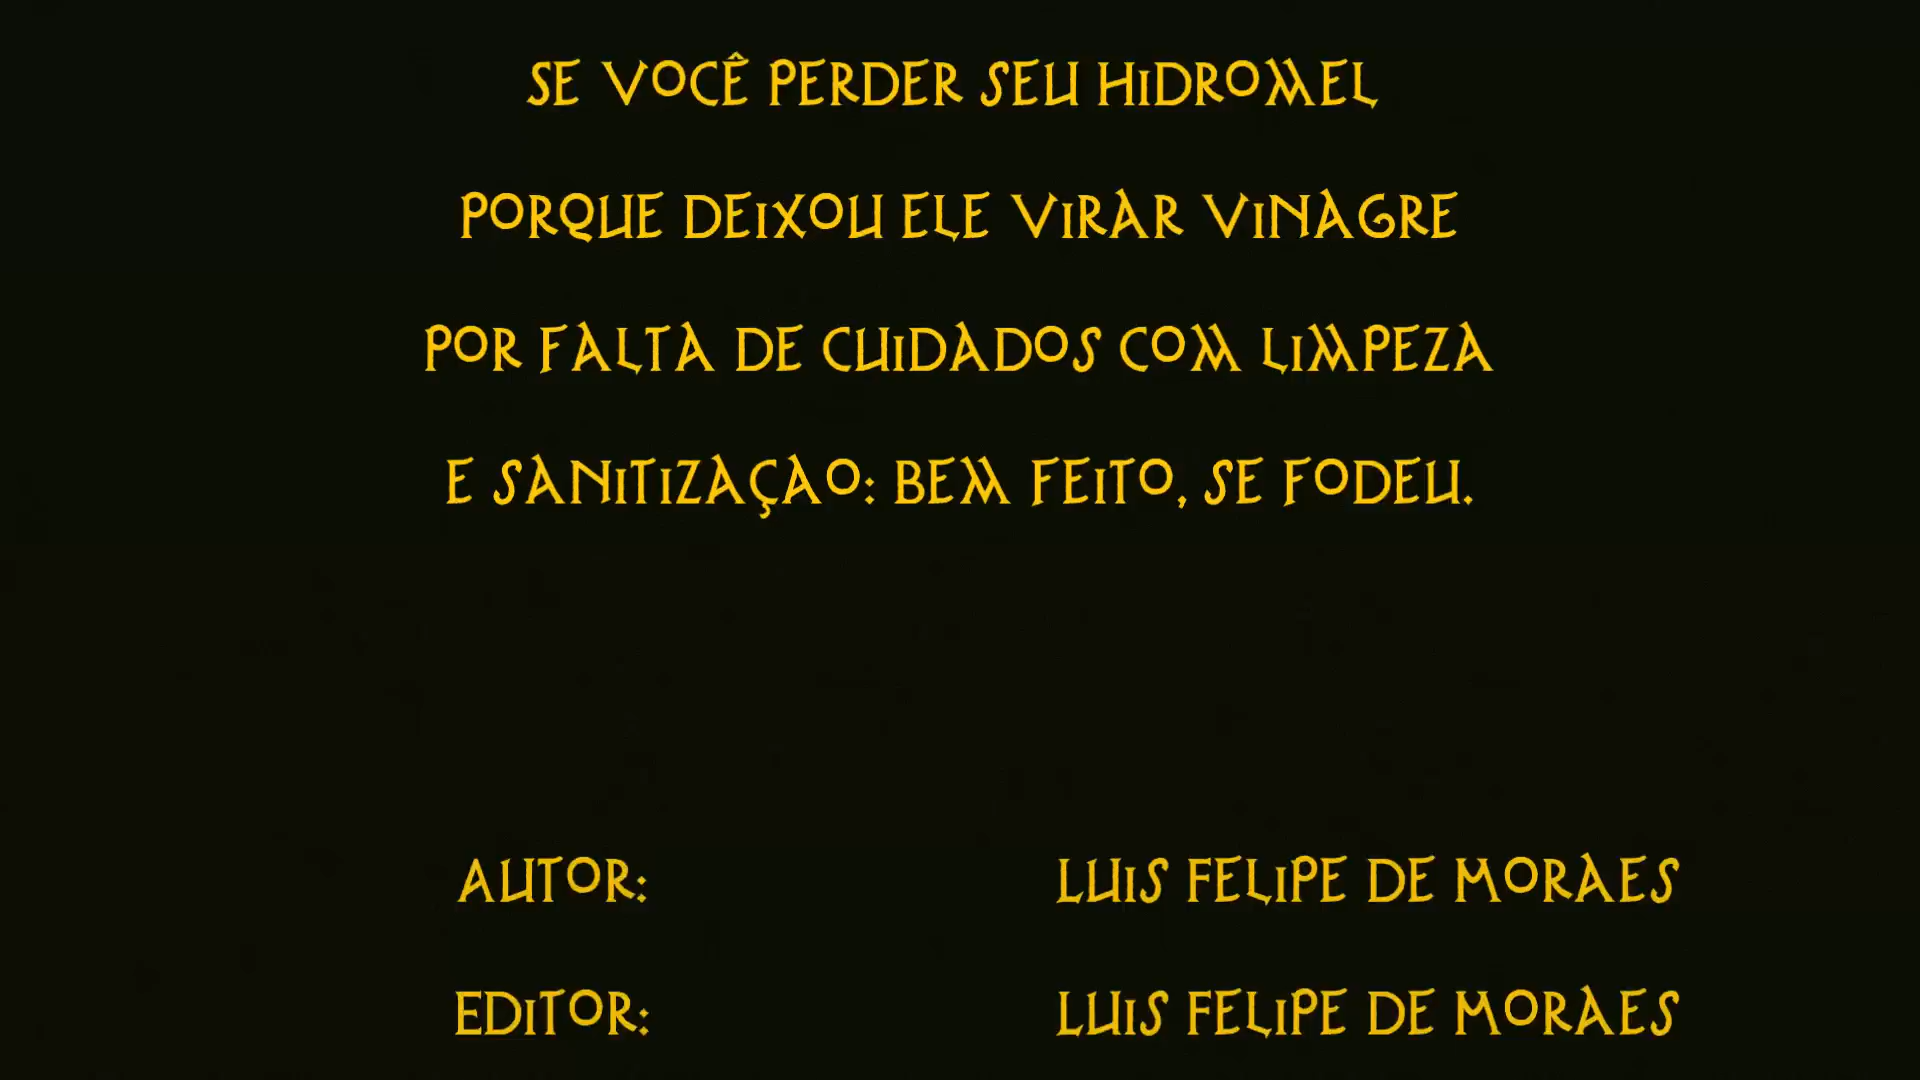 SE VOCÊ PERDER SEU HIDROMEL
PORQUE DEIXOU ELE VIRAR VINAGRE
POR FALTA DE CUIDADOS COM LIMPEZA
E SANITIZAÇAO: BEM FEITO, SE FODEU.
AUTOR: LUIS FELIPE DE MORAES
EDITOR: LUIS FELIPE DE MORAES